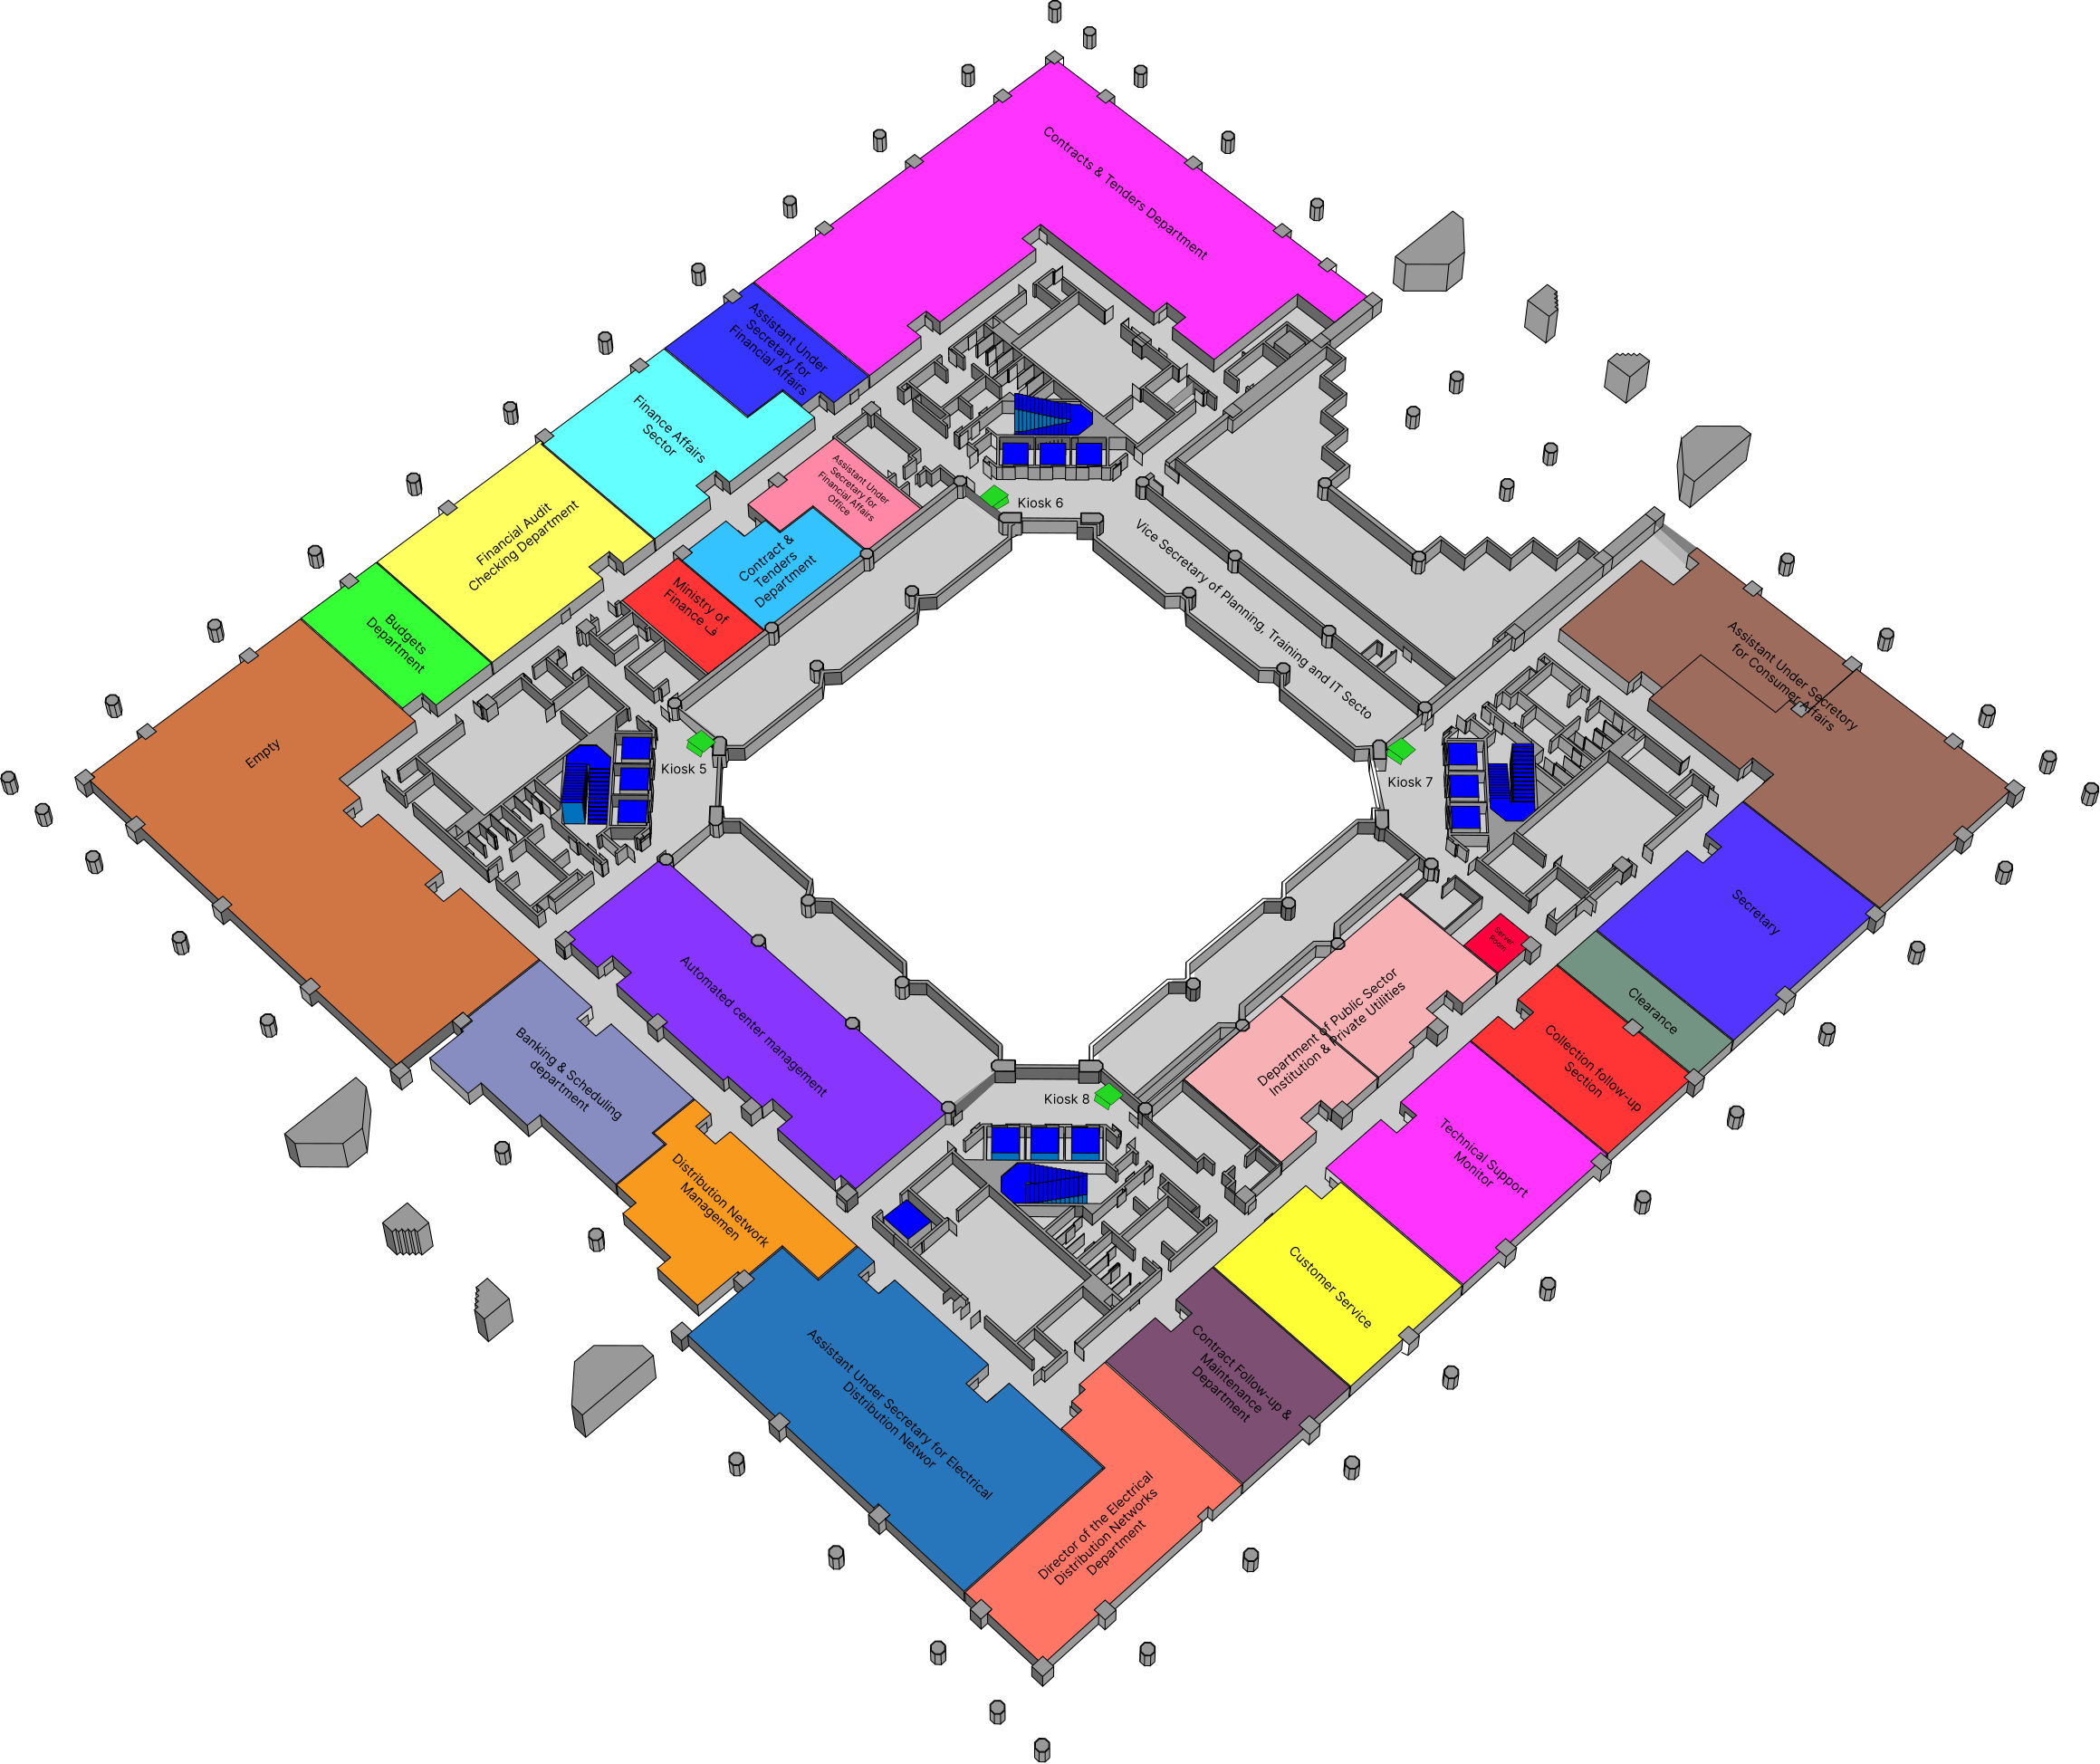 Contracts & Tenders Department
Assistant Under
Secretary for
Financial Affairs
Finance Affairs
Sector
Assistant Under
Secretary for
Financial Affairs
Office
Kiosk 6
Financial Audit
Checking Department
Contract &
Tenders
Department
Vice Secretary of Planning, Training and IT Secto
Ministry of
Finance ف
Budgets
Department
Assistant Under Secretory
for Consumer Affairs
Empty
Kiosk 5
Kiosk 7
Secretary
Server
Room
Automated center management
Department of Public Sector
Institution & Private Utilities
Clearance
Banking & Scheduling
department
Collection follow-up
Section
Kiosk 8
Technical Support
Monitor
Distribution Network
Managemen
Customer Service
Assistant Under Secretary for Electrical
Distribution Networ
Contract Follow-up &
Maintenance
Department
Director of the Electrical
Distribution Networks
Department